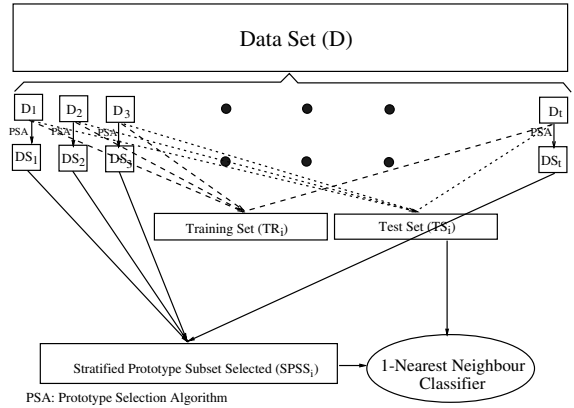 Data Set (D)
D1 D2 D3 Dt
PSA PSA PSA PSA
DS1 DS2 DS3 DSt
Training Set (TRi) Test Set (TSi)
Stratified Prototype Subset Selected (SPSSi)
1-Nearest Neighbour
Classifier
PSA: Prototype Selection Algorithm